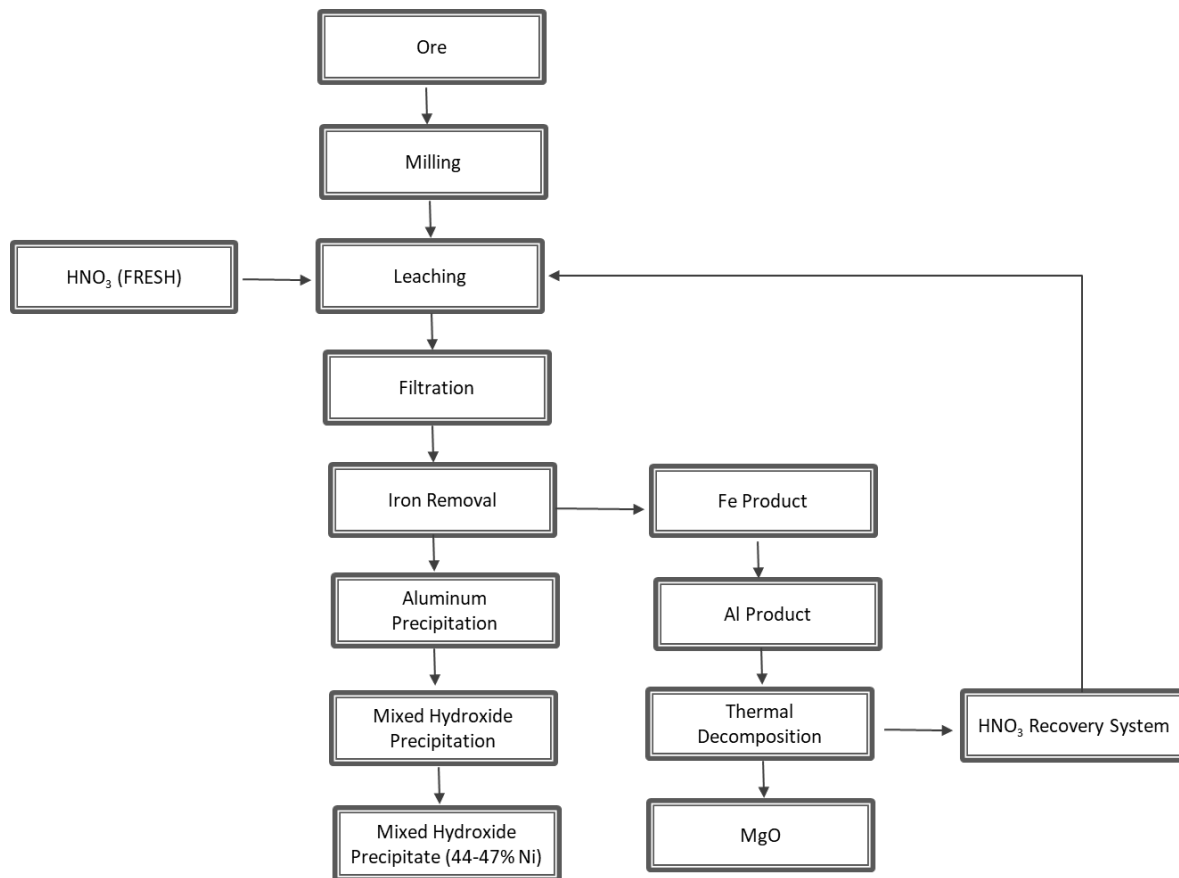 Ore
Milling
HNO₃ (FRESH)
Leaching
Filtration
Iron Removal
Fe Product
Aluminum
Precipitation
Al Product
Mixed Hydroxide
Precipitation
Thermal
Decomposition
HNO₃ Recovery System
Mixed Hydroxide
Precipitate (44-47% Ni)
MgO